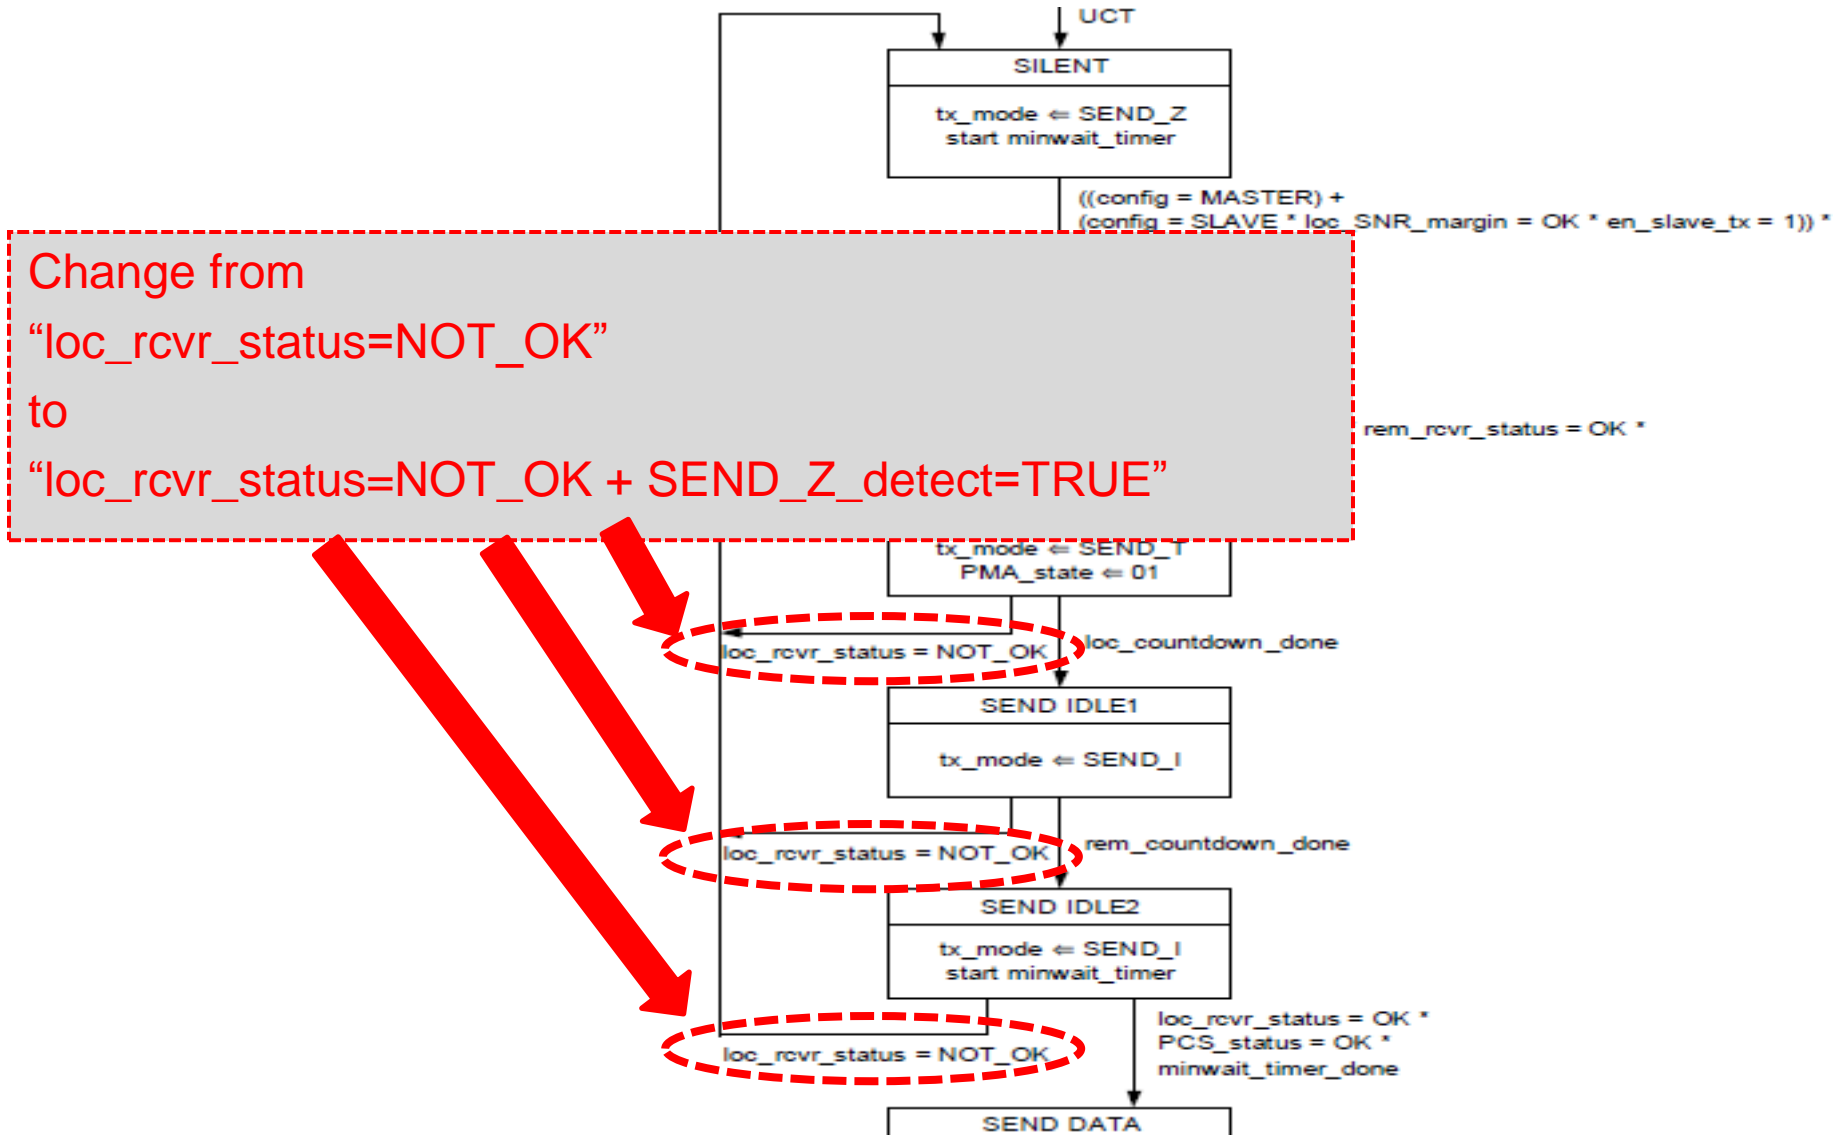 UCT
SILENT
tx_mode ⇐ SEND_Z
start minwait_timer
((config = MASTER) +
(config = SLAVE * loc_SNR_margin = OK * en_slave_tx = 1)) *
Change from
“loc_rcvr_status=NOT_OK”
to
“loc_rcvr_status=NOT_OK + SEND_Z_detect=TRUE”
rem_rcvr_status = OK *
tx_mode ⇐ SEND_T
PMA_state ⇐ 01
loc_rcvr_status = NOT_OK
loc_countdown_done
SEND IDLE1
tx_mode ⇐ SEND_I
loc_rcvr_status = NOT_OK
rem_countdown_done
SEND IDLE2
tx_mode ⇐ SEND_I
start minwait_timer
loc_rcvr_status = NOT_OK
loc_rcvr_status = OK *
PCS_status = OK *
minwait_timer_done
SEND DATA